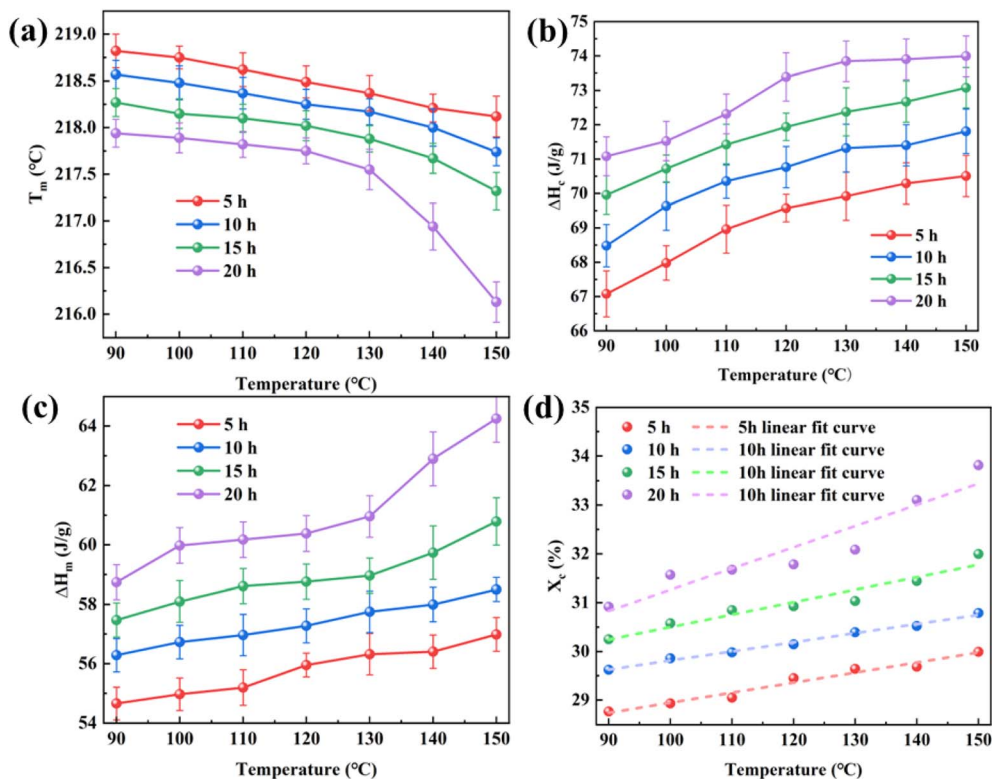 (a)
219.0
218.5
218.0
217.5
217.0
216.5
216.0
Tₘ (℃)
5 h
10 h
15 h
20 h
90 100 110 120 130 140 150
Temperature (℃)
(b)
75
74
73
72
71
70
69
68
67
66
ΔH꜀ (J/g)
5 h
10 h
15 h
20 h
90 100 110 120 130 140 150
Temperature (℃)
(c)
64
62
60
58
56
54
ΔHₘ (J/g)
5 h
10 h
15 h
20 h
90 100 110 120 130 140 150
Temperature (℃)
(d)
35
34
33
32
31
30
29
X꜀ (%)
5 h 5h linear fit curve
10 h 10h linear fit curve
15 h 10h linear fit curve
20 h 10h linear fit curve
90 100 110 120 130 140 150
Temperature (℃)